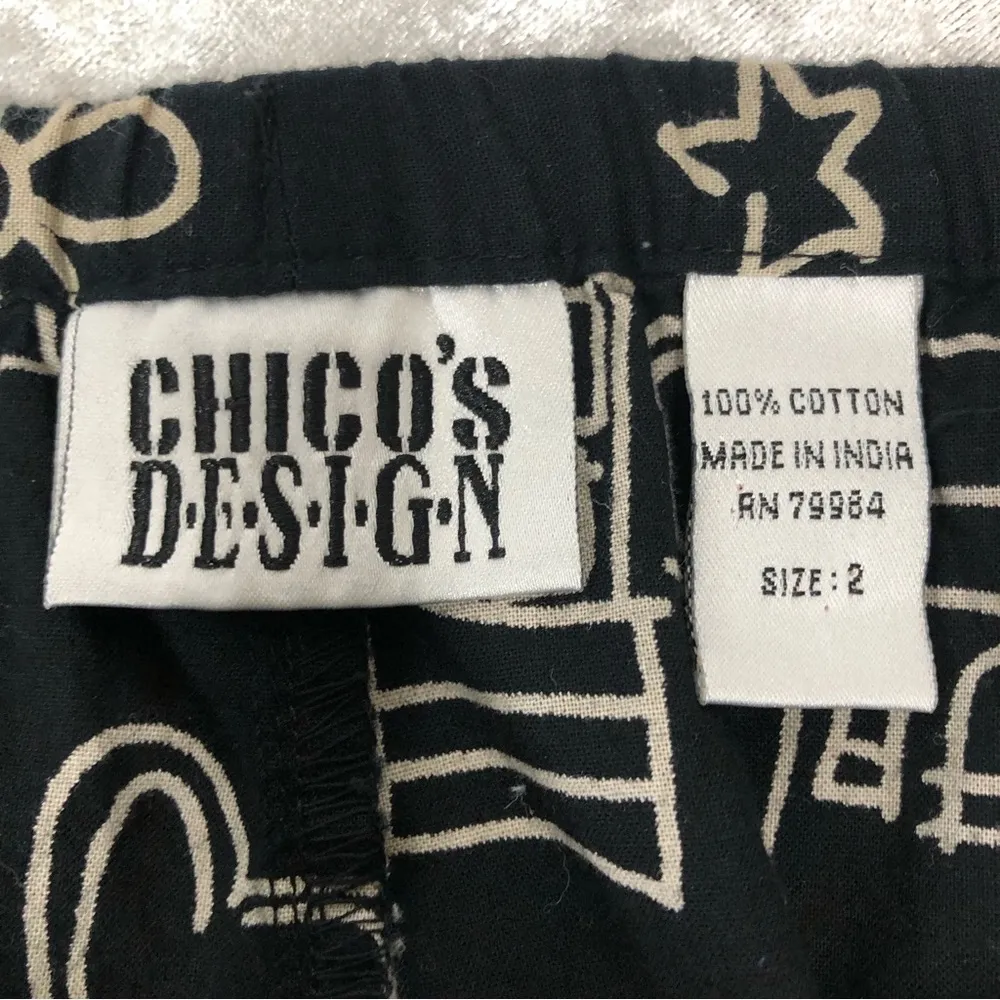 CHICO'S
D·E·S·I·G·N
100% COTTON
MADE IN INDIA
RN 79984
SIZE : 2